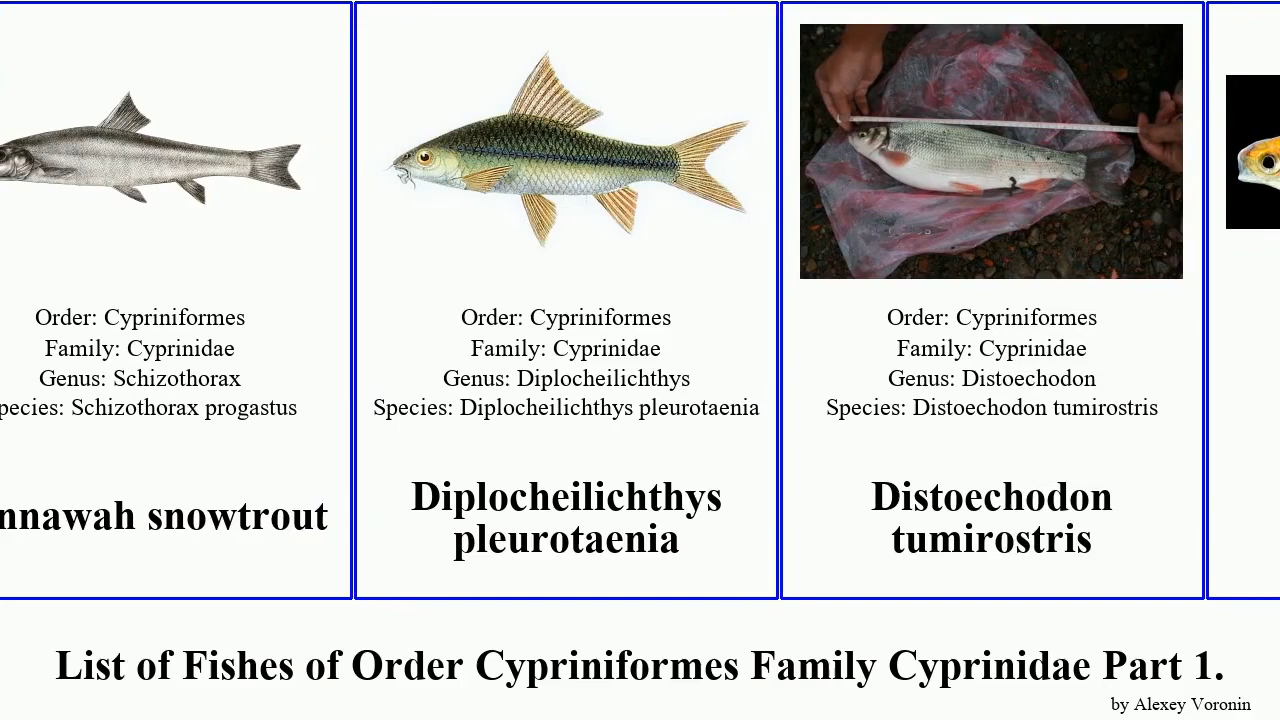 Order: Cypriniformes
Family: Cyprinidae
Genus: Schizothorax
pecies: Schizothorax progastus
nnawah snowtrout
Order: Cypriniformes
Family: Cyprinidae
Genus: Diplocheilichthys
Species: Diplocheilichthys pleurotaenia
Diplocheilichthys
pleurotaenia
Order: Cypriniformes
Family: Cyprinidae
Genus: Distoechodon
Species: Distoechodon tumirostris
Distoechodon
tumirostris
List of Fishes of Order Cypriniformes Family Cyprinidae Part 1.
by Alexey Voronin